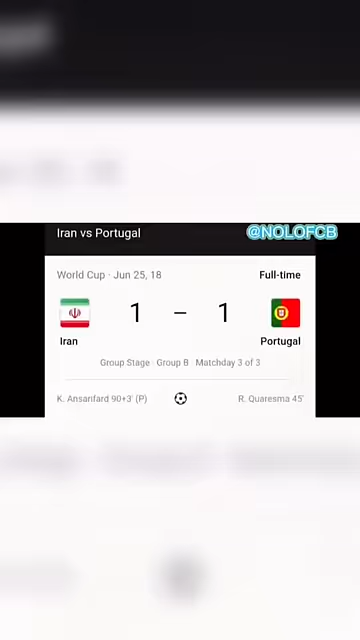 Iran vs Portugal
@NOLOFCB
World Cup · Jun 25, 18
Full-time
1 – 1
Iran
Portugal
Group Stage · Group B · Matchday 3 of 3
K. Ansarifard 90+3' (P)
R. Quaresma 45'